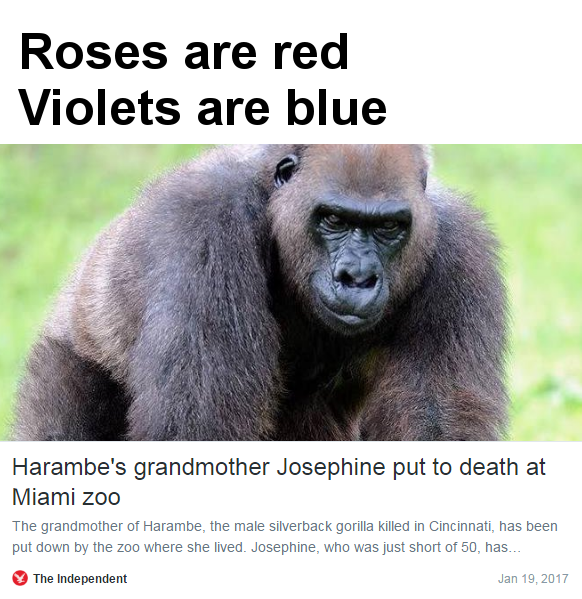 Roses are red
Violets are blue
Harambe's grandmother Josephine put to death at
Miami zoo
The grandmother of Harambe, the male silverback gorilla killed in Cincinnati, has been
put down by the zoo where she lived. Josephine, who was just short of 50, has...
The Independent
Jan 19, 2017